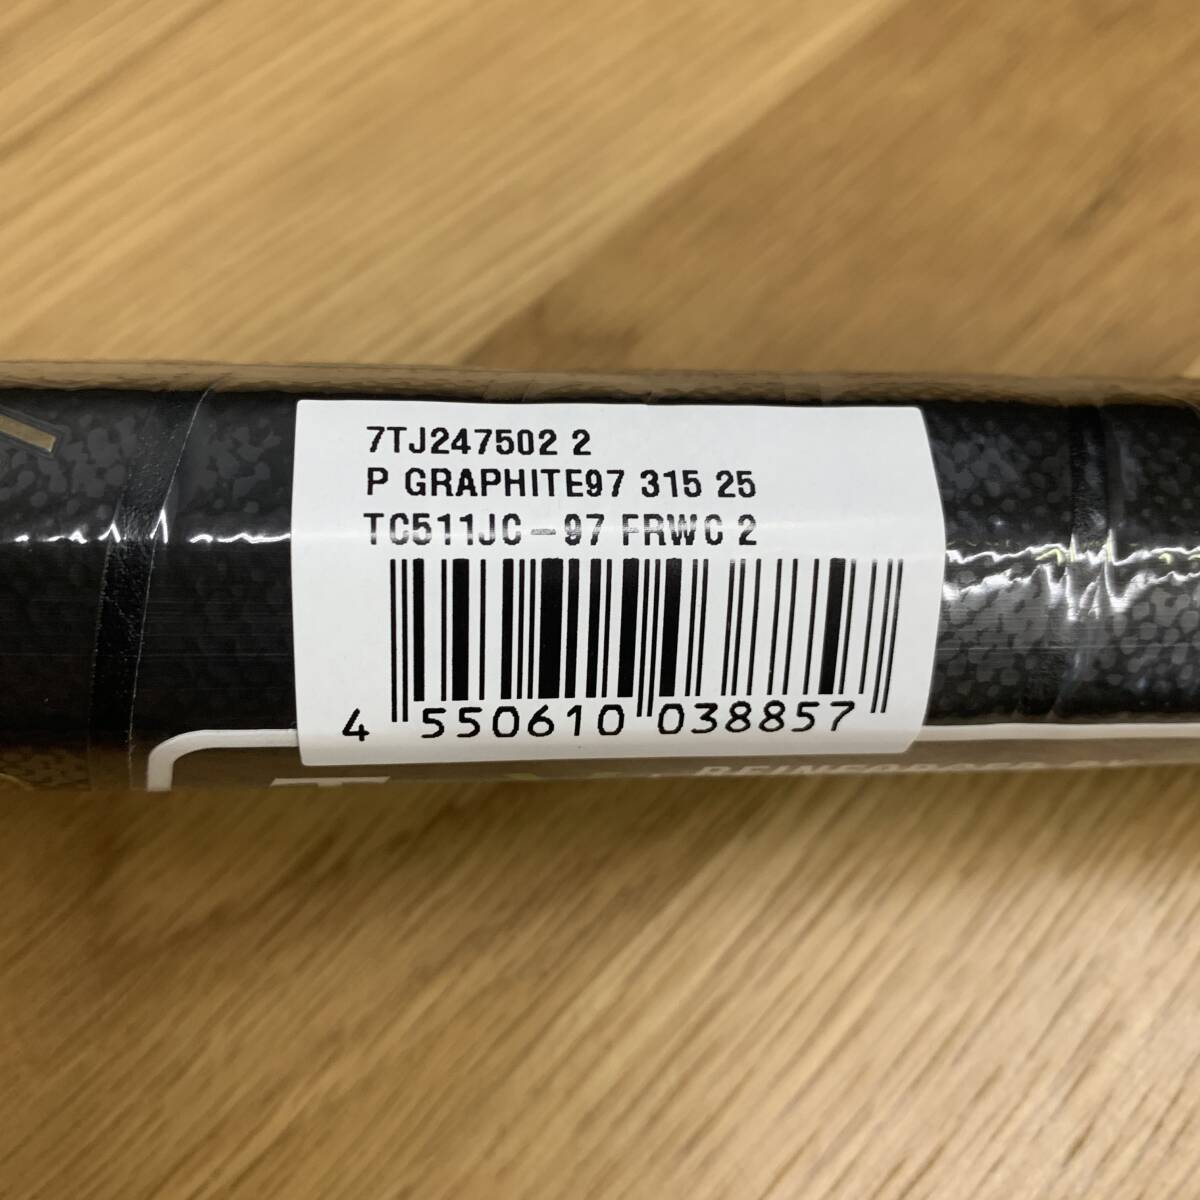 7TJ247502 2
P GRAPHITE97 315 25
TC511JC-97 FRWC 2
4 550610 038857